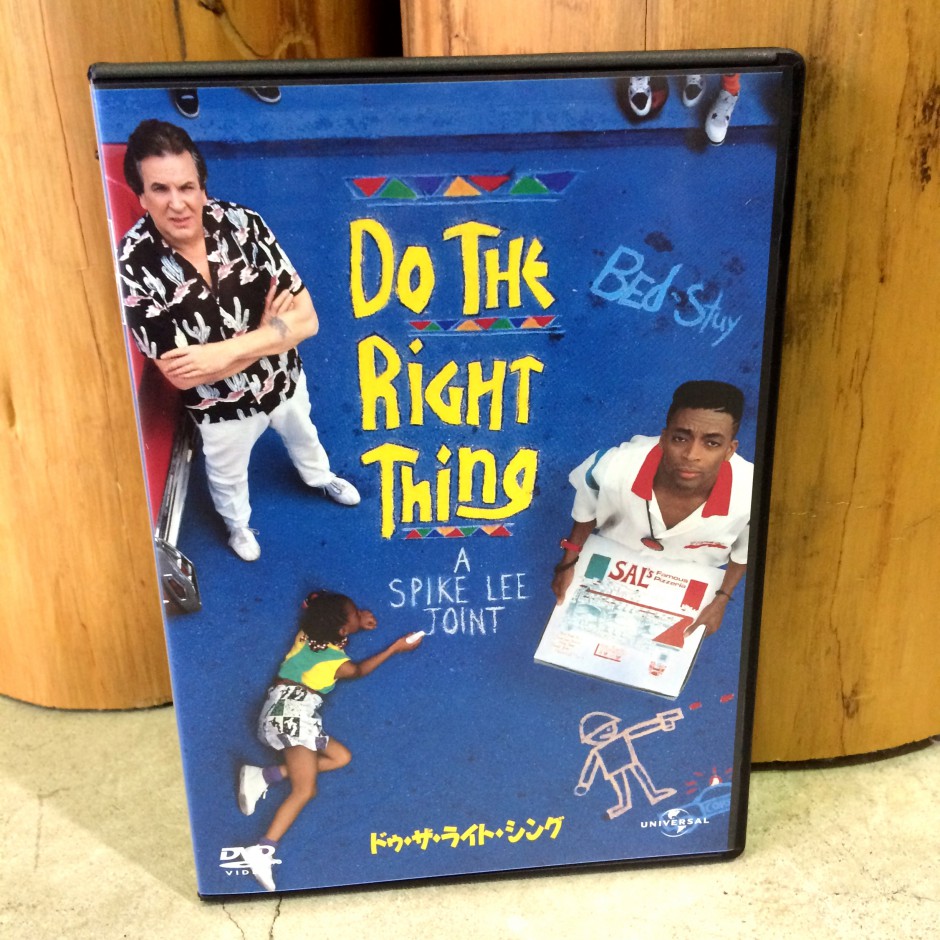 DO THE
RIGHT
Thing
BEd-Stuy
A
SPIKE LEE
JOINT
SAL's Famous
Pizzeria
ドゥ・ザ・ライト・シング
UNIVERSAL
DVD
VIDEO